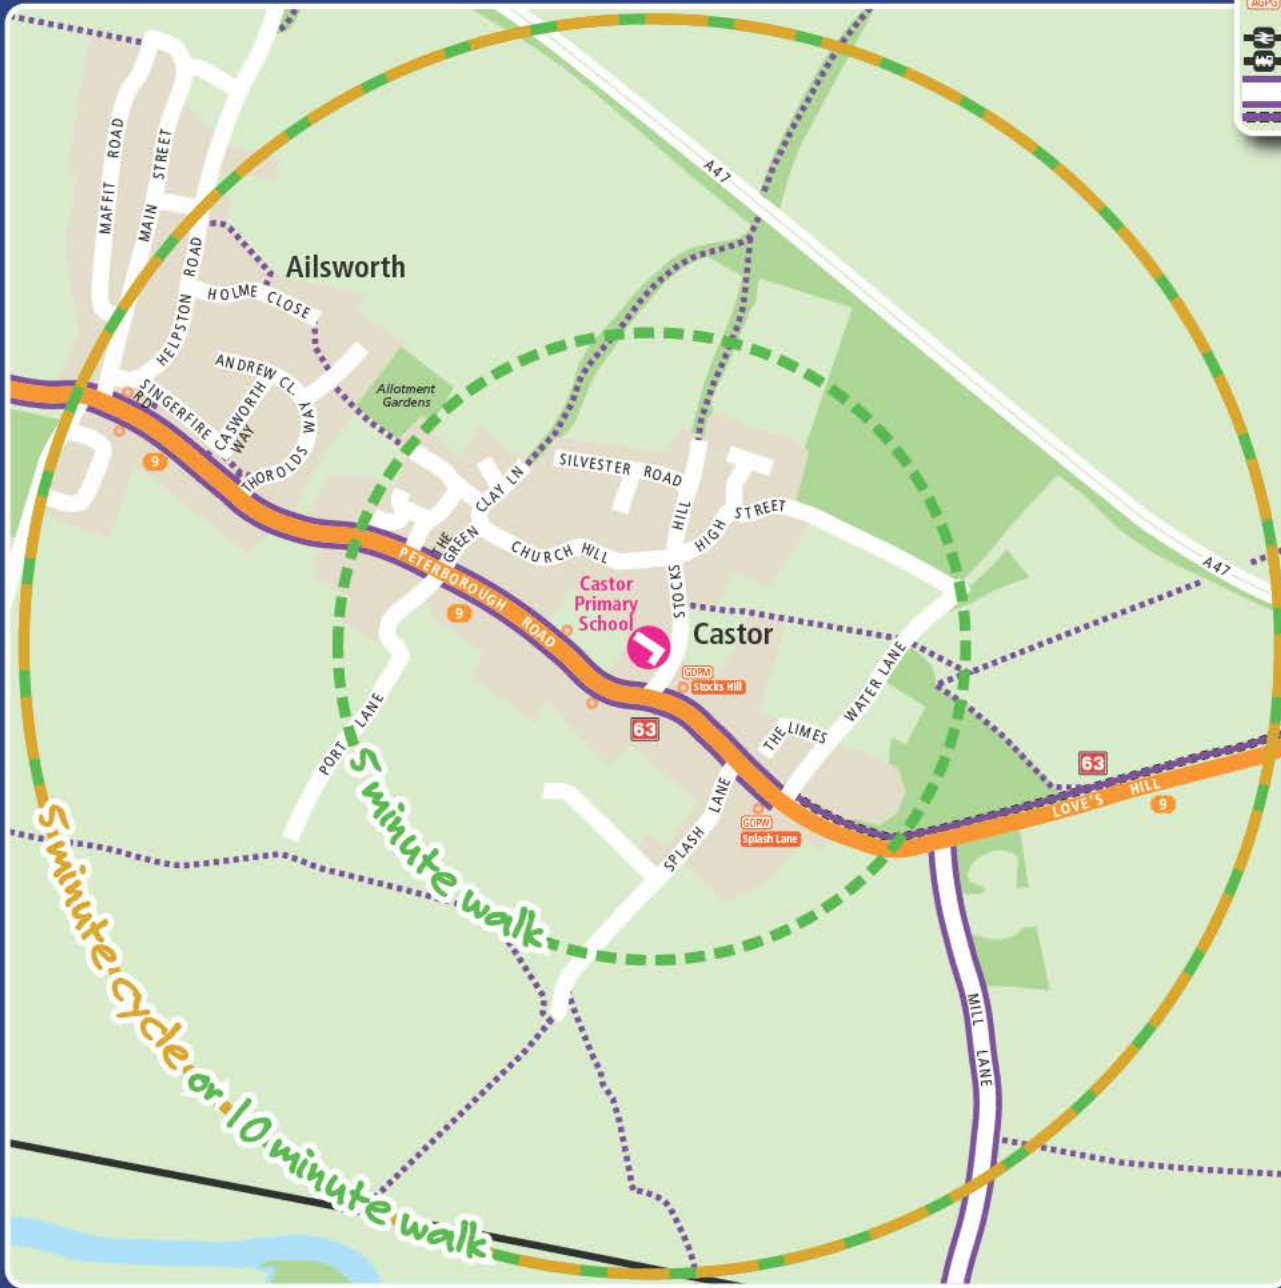 AGPG
A47
MAFFIT ROAD
MAIN STREET
HELPSTON ROAD
Ailsworth
HOLME CLOSE
ANDREW CL.
Allotment
Gardens
SINGERFIRE
RD
CASWORTH
WAY
THOROLDS WAY
9
SILVESTER ROAD
CLAY LN
THE
GREEN
CHURCH HILL
STOCKS HILL
HIGH STREET
A47
PETERBOROUGH ROAD
9
Castor
Primary
School
Castor
GDPM
Stocks Hill
63
WATER LANE
THE LIMES
PORT LANE
SPLASH LANE
GDPW
Splash Lane
63
LOVE'S HILL
9
MILL LANE
5 minute walk
5 minute cycle or 10 minute walk